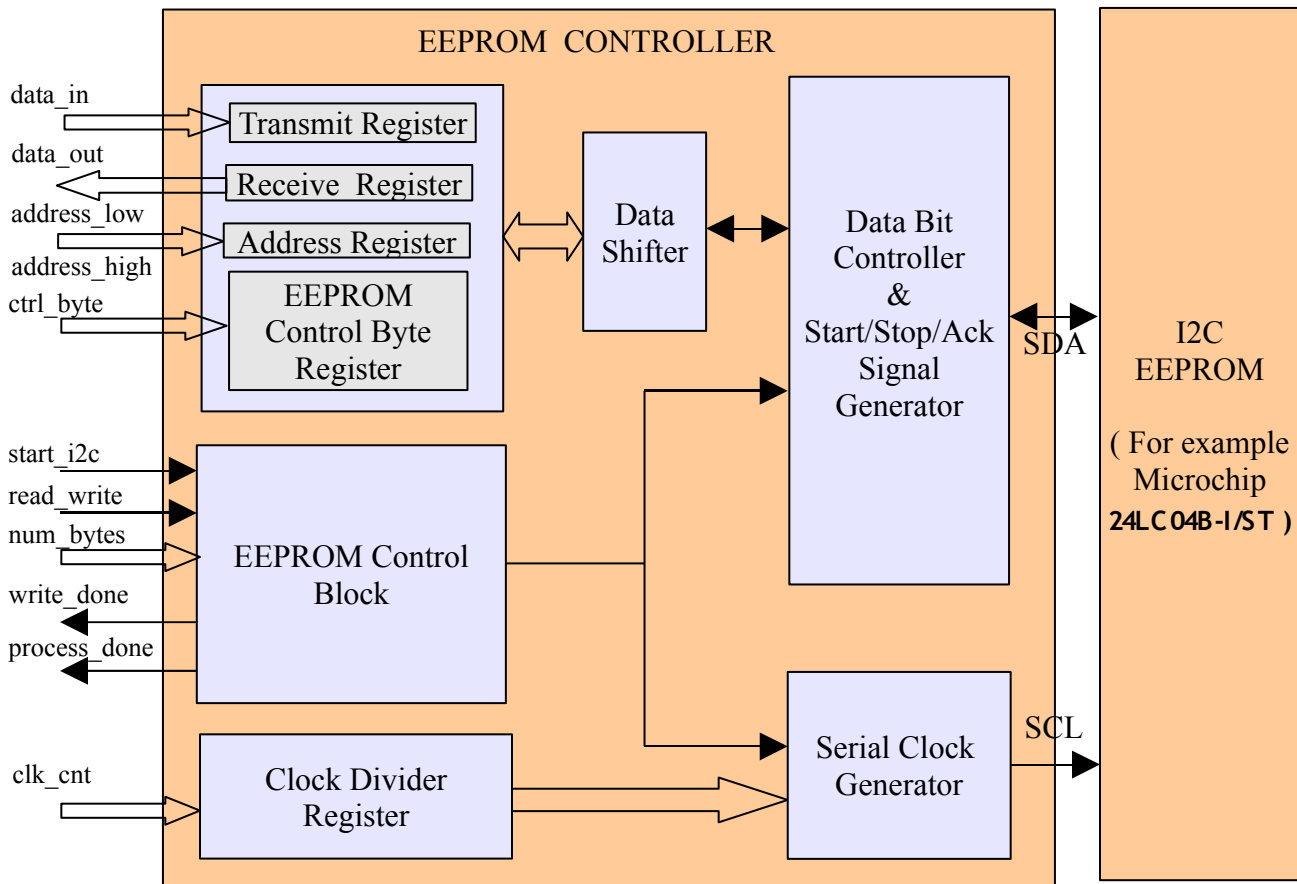 EEPROM CONTROLLER
data_in
data_out
address_low
address_high
ctrl_byte
Transmit Register
Receive Register
Address Register
EEPROM
Control Byte
Register
Data
Shifter
Data Bit
Controller
&
Start/Stop/Ack
Signal
Generator
SDA
I2C
EEPROM
( For example
Microchip
24LC04B-I/ST )
start_i2c
read_write
num_bytes
write_done
process_done
EEPROM Control
Block
clk_cnt
Clock Divider
Register
Serial Clock
Generator
SCL